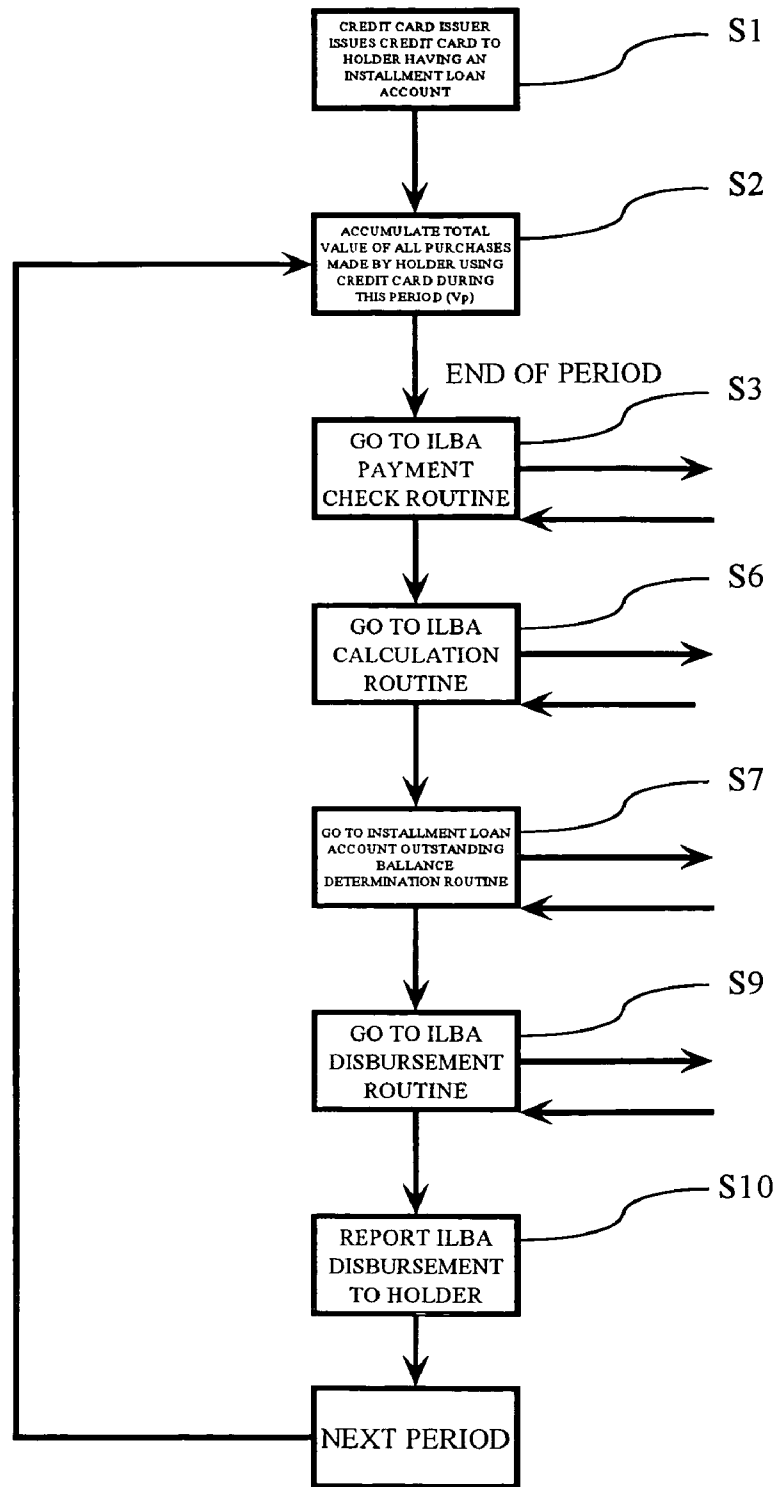 CREDIT CARD ISSUER
ISSUES CREDIT CARD TO
HOLDER HAVING AN
INSTALLMENT LOAN
ACCOUNT
S1
ACCUMULATE TOTAL
VALUE OF ALL PURCHASES
MADE BY HOLDER USING
CREDIT CARD DURING
THIS PERIOD (Vp)
S2
END OF PERIOD
GO TO ILBA
PAYMENT
CHECK ROUTINE
S3
GO TO ILBA
CALCULATION
ROUTINE
S6
GO TO INSTALLMENT LOAN
ACCOUNT OUTSTANDING
BALLANCE
DETERMINATION ROUTINE
S7
GO TO ILBA
DISBURSEMENT
ROUTINE
S9
REPORT ILBA
DISBURSEMENT
TO HOLDER
S10
NEXT PERIOD